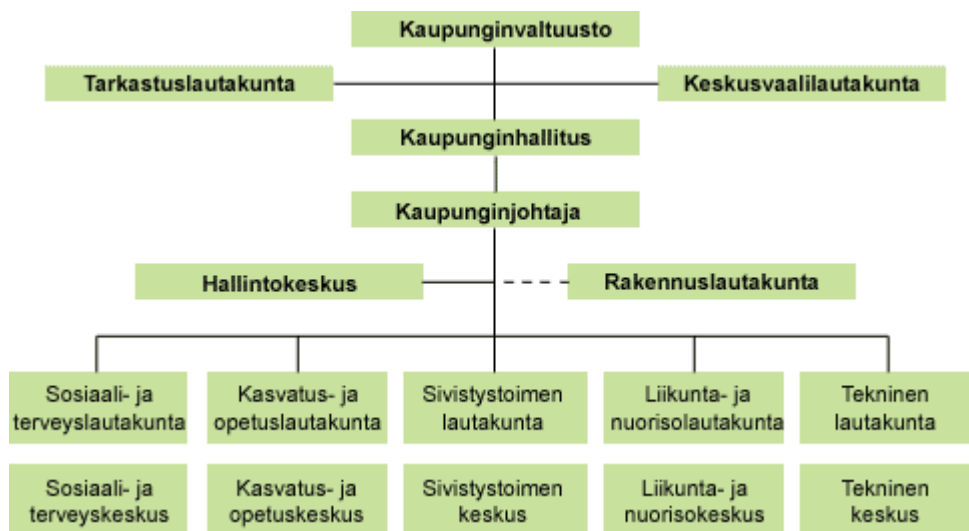 Kaupunginvaltuusto
Tarkastuslautakunta
Keskusvaalilautakunta
Kaupunginhallitus
Kaupunginjohtaja
Hallintokeskus
Rakennuslautakunta
Sosiaali- ja
terveyslautakunta
Kasvatus- ja
opetuslautakunta
Sivistystoimen
lautakunta
Liikunta- ja
nuorisolautakunta
Tekninen
lautakunta
Sosiaali- ja
terveyskeskus
Kasvatus- ja
opetuskeskus
Sivistystoimen
keskus
Liikunta- ja
nuorisokeskus
Tekninen
keskus